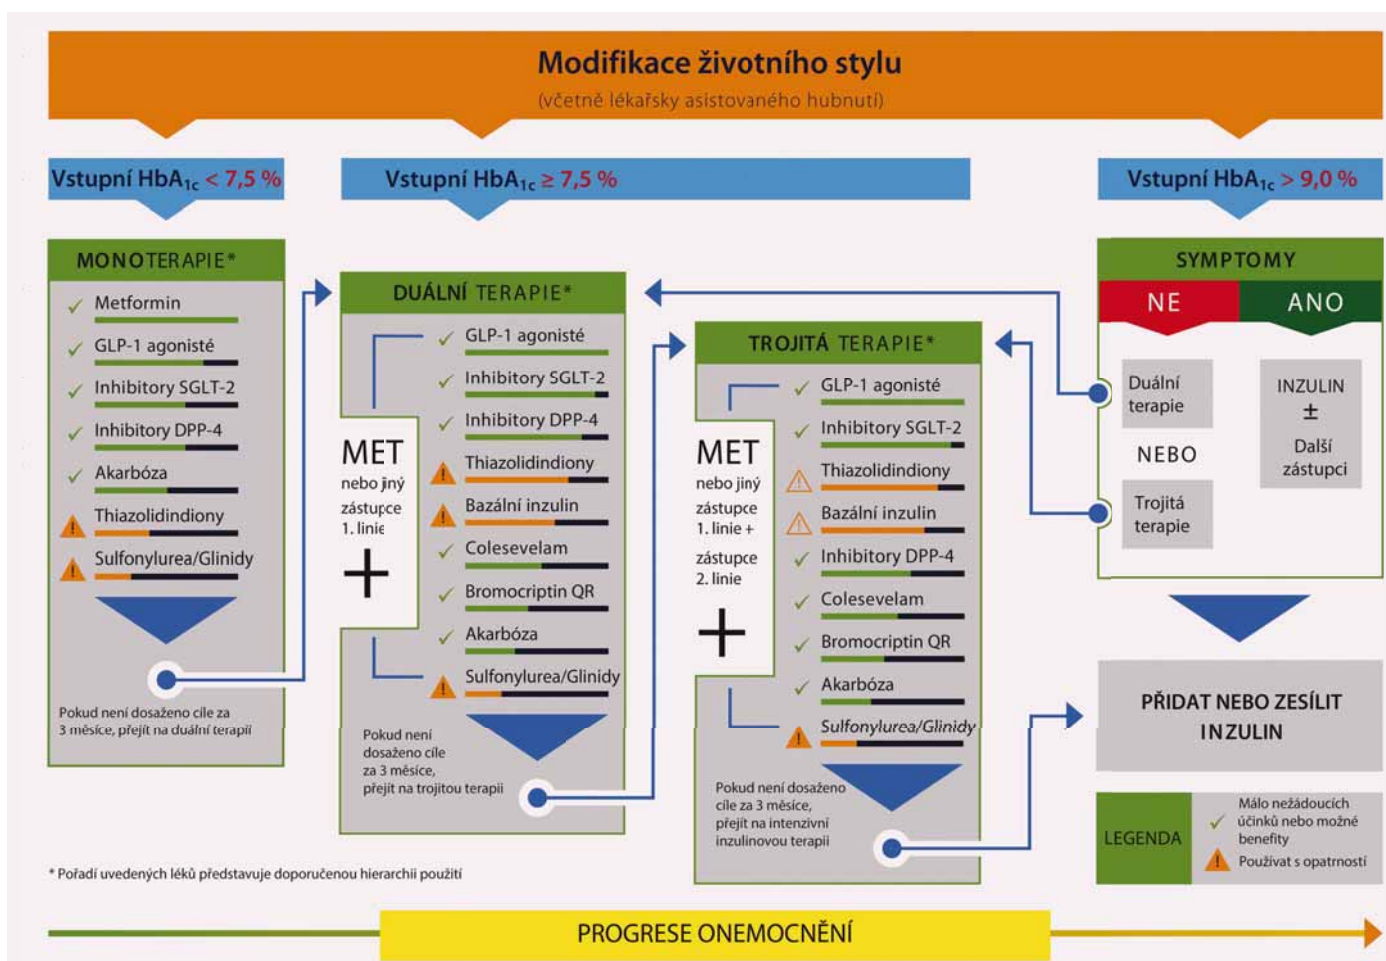 Modifikace životního stylu
(včetně lékařsky asistovaného hubnutí)
Vstupní HbA1c < 7,5 %
Vstupní HbA1c ≥ 7,5 %
Vstupní HbA1c > 9,0 %
MONOTERAPIE*
✓ Metformin
✓ GLP-1 agonisté
✓ Inhibitory SGLT-2
✓ Inhibitory DPP-4
✓ Akarbóza
! Thiazolidindiony
! Sulfonylurea/Glinidy
Pokud není dosaženo cíle za
3 měsíce, přejít na duální terapii
DUÁLNÍ TERAPIE*
MET
nebo jiný
zástupce
1. linie
+
✓ GLP-1 agonisté
✓ Inhibitory SGLT-2
✓ Inhibitory DPP-4
! Thiazolidindiony
! Bazální inzulin
✓ Colesevelam
✓ Bromocriptin QR
✓ Akarbóza
! Sulfonylurea/Glinidy
Pokud není
dosaženo cíle
za 3 měsíce,
přejít na trojitou terapii
TROJITÁ TERAPIE*
MET
nebo jiný
zástupce
1. linie +
zástupce
2. linie
+
✓ GLP-1 agonisté
✓ Inhibitory SGLT-2
! Thiazolidindiony
! Bazální inzulin
✓ Inhibitory DPP-4
✓ Colesevelam
✓ Bromocriptin QR
✓ Akarbóza
! Sulfonylurea/Glinidy
Pokud není dosaženo
cíle za 3 měsíce,
přejít na intenzivní
inzulinovou terapii
SYMPTOMY
NE
ANO
Duální
terapie
NEBO
Trojitá
terapie
INZULIN
±
Další
zástupci
PŘIDAT NEBO ZESÍLIT
INZULIN
LEGENDA
✓ Málo nežádoucích
účinků nebo možné
benefity
! Používat s opatrností
* Pořadí uvedených léků představuje doporučenou hierarchii použití
PROGRESE ONEMOCNĚNÍ